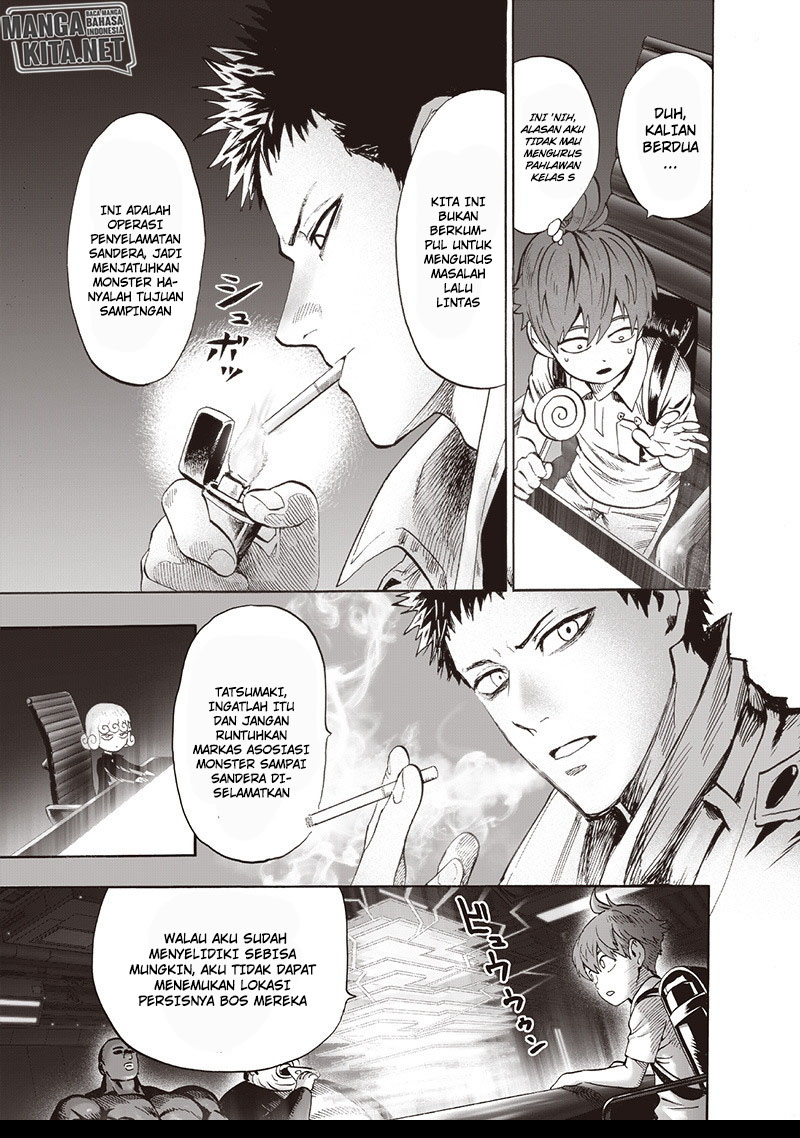 MANGA
BACA MANGA
BAHASA
INDONESIA
KITA.NET
DUH,
KALIAN
BERDUA
...
INI 'NIH,
ALASAN AKU
TIDAK MAU
MENGURUS
PAHLAWAN
KELAS S
KITA INI
BUKAN
BERKUM-
PUL UNTUK
MENGURUS
MASALAH
LALU
LINTAS
INI ADALAH
OPERASI
PENYELAMATAN
SANDERA, JADI
MENJATUHKAN
MONSTER HA-
NYALAH TUJUAN
SAMPINGAN
シュ
ボッ
TATSUMAKI,
INGATLAH ITU
DAN JANGAN
RUNTUHKAN
MARKAS ASOSIASI
MONSTER SAMPAI
SANDERA DI-
SELAMATKAN
WALAU AKU SUDAH
MENYELIDIKI SEBISA
MUNGKIN, AKU TIDAK DAPAT
MENEMUKAN LOKASI
PERSISNYA BOS MEREKA